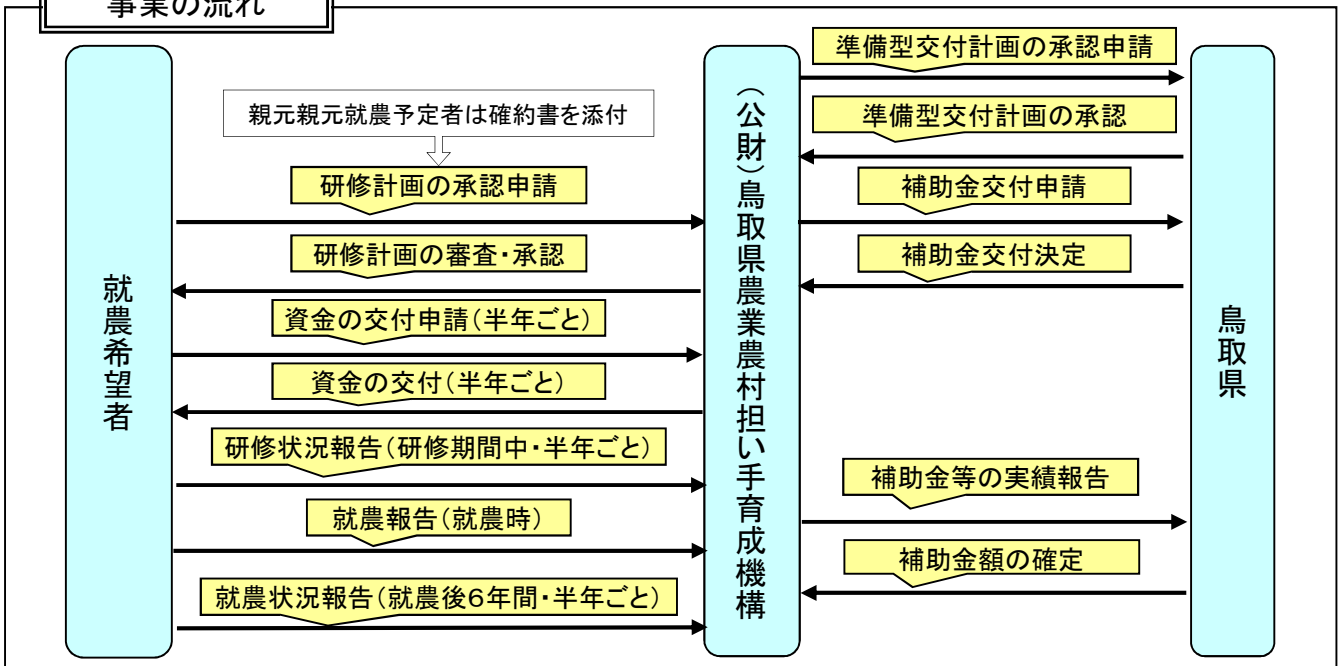 事業の流れ
就農希望者
親元親元就農予定者は確約書を添付
研修計画の承認申請
研修計画の審査・承認
資金の交付申請(半年ごと)
資金の交付(半年ごと)
研修状況報告(研修期間中・半年ごと)
就農報告(就農時)
就農状況報告(就農後6年間・半年ごと)
(公財)鳥取県農業農村担い手育成機構
準備型交付計画の承認申請
準備型交付計画の承認
補助金交付申請
補助金交付決定
補助金等の実績報告
補助金額の確定
鳥取県